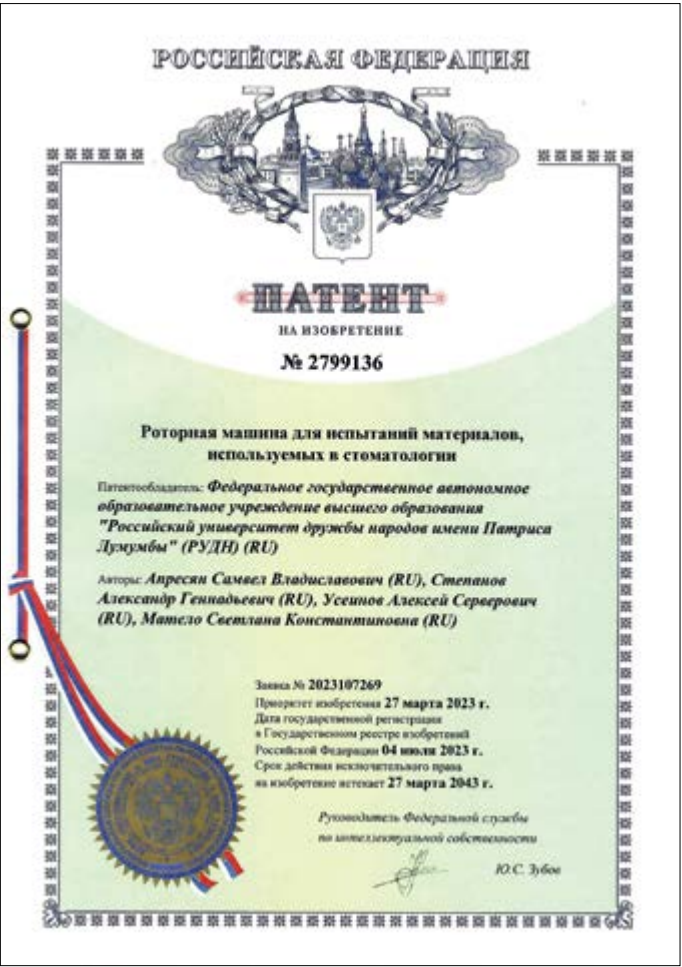 РОССИЙСКАЯ ФЕДЕРАЦИЯ
ПАТЕНТ
НА ИЗОБРЕТЕНИЕ
№ 2799136
Роторная машина для испытаний материалов,
используемых в стоматологии
Патентообладатель: Федеральное государственное автономное
образовательное учреждение высшего образования
"Российский университет дружбы народов имени Патриса
Лумумбы" (РУДН) (RU)
Авторы: Апресян Самвел Владиславович (RU), Степанов
Александр Геннадьевич (RU), Усеинов Алексей Серверович
(RU), Матело Светлана Константиновна (RU)
Заявка № 2023107269
Приоритет изобретения 27 марта 2023 г.
Дата государственной регистрации
в Государственном реестре изобретений
Российской Федерации 04 июля 2023 г.
Срок действия исключительного права
на изобретение истекает 27 марта 2043 г.
Руководитель Федеральной службы
по интеллектуальной собственности
Ю.С. Зубов